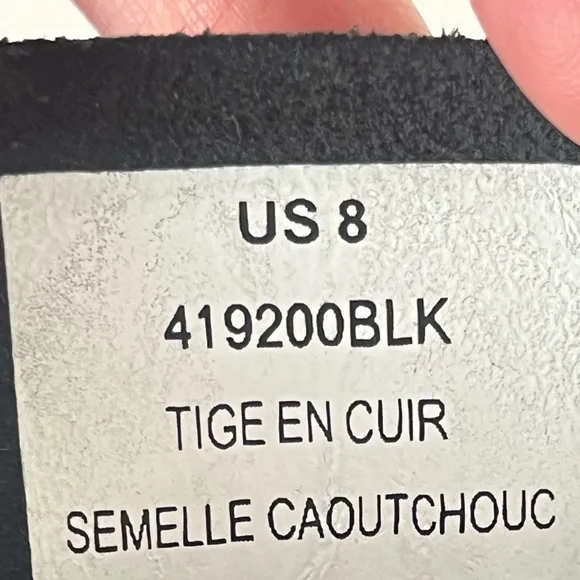 US 8
419200BLK
TIGE EN CUIR
SEMELLE CAOUTCHOUC